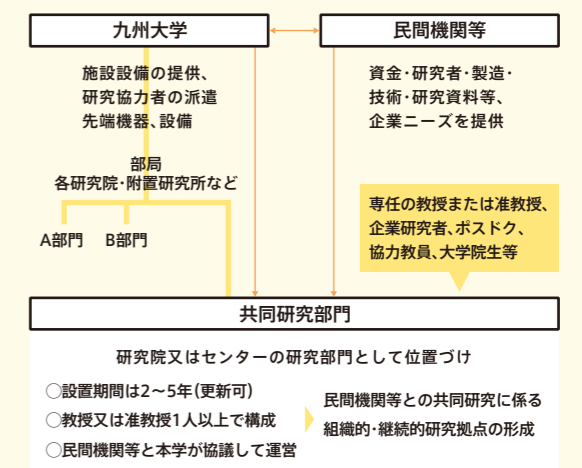 九州大学
民間機関等
施設設備の提供、
研究協力者の派遣
先端機器、設備
資金・研究者・製造・
技術・研究資料等、
企業ニーズを提供
部局
各研究院・附置研究所など
A部門
B部門
専任の教授または准教授、
企業研究者、ポスドク、
協力教員、大学院生等
共同研究部門
研究院又はセンターの研究部門として位置づけ
◯設置期間は2〜5年(更新可)
◯教授又は准教授1人以上で構成
◯民間機関等と本学が協議して運営
民間機関等との共同研究に係る
組織的・継続的研究拠点の形成